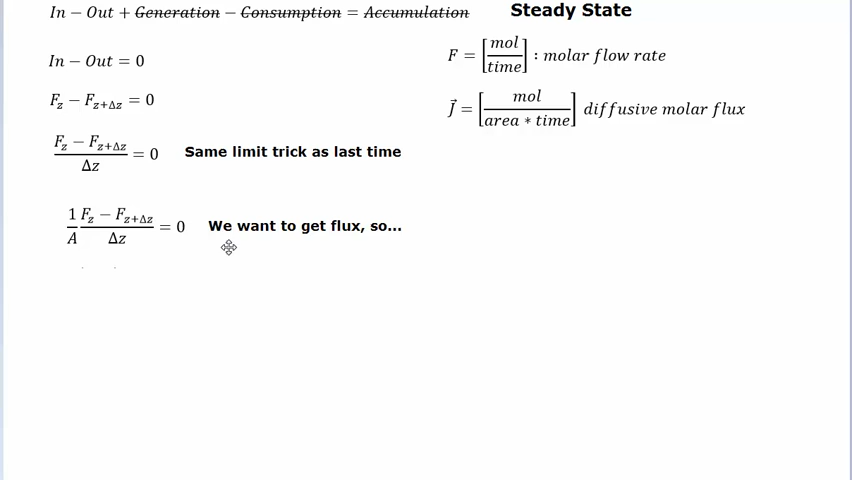 In − Out + Generation − Consumption = Accumulation
Steady State
In − Out = 0
F = [mol/time] : molar flow rate
F_z − F_{z+Δz} = 0
J⃗ = [mol/(area * time)] diffusive molar flux
(F_z − F_{z+Δz})/Δz = 0 Same limit trick as last time
1/A (F_z − F_{z+Δz})/Δz = 0 We want to get flux, so...